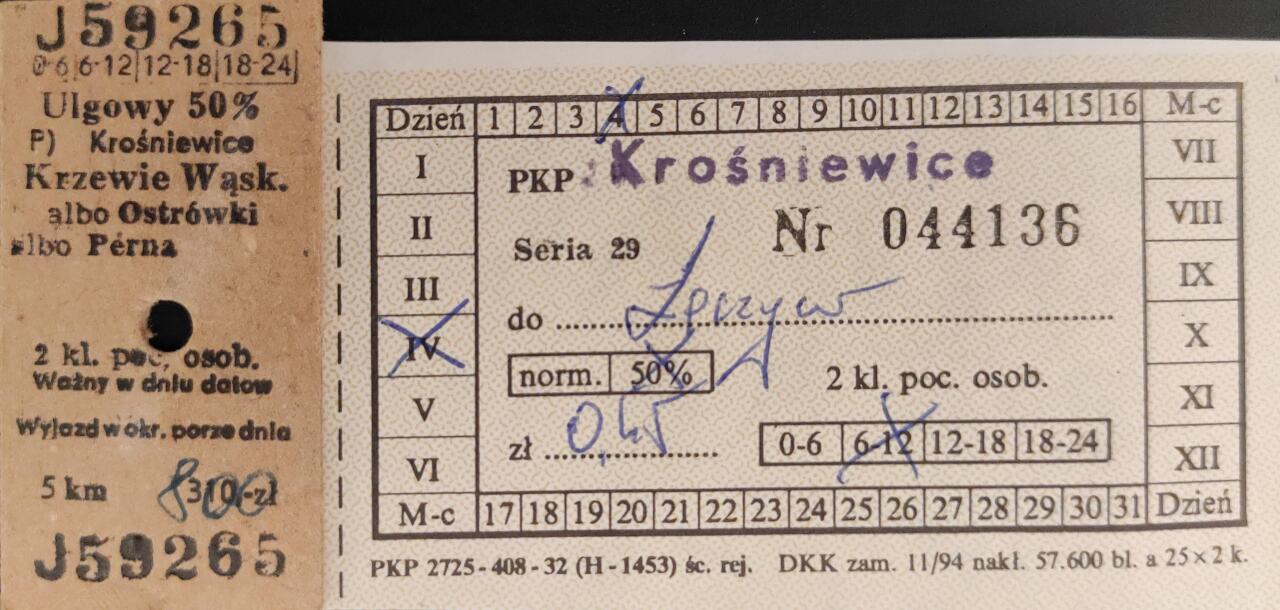 J59265
0-6 6-12 12-18 18-24
Ulgowy 50%
P) Krośniewice
Krzewie Wąsk.
albo Ostrówki
albo Perna
2 kl. poc. osob.
Ważny w dniu datow
Wyjazd w okr. porze dnia
5 km 800 zł
J59265
Dzień 1 2 3 4 5 6 7 8 9 10 11 12 13 14 15 16 M-c
I VII
PKP Krośniewice
II VIII
Nr 044136
Seria 29
III IX
do
IV X
norm. 50% 2 kl. poc. osob.
V XI
zł 0,45 0-6 6-12 12-18 18-24
VI XII
M-c 17 18 19 20 21 22 23 24 25 26 27 28 29 30 31 Dzień
PKP 2725-408-32 (H-1453) śc. rej. DKK zam. 11/94 nakł. 57.600 bl. a 25×2 k.